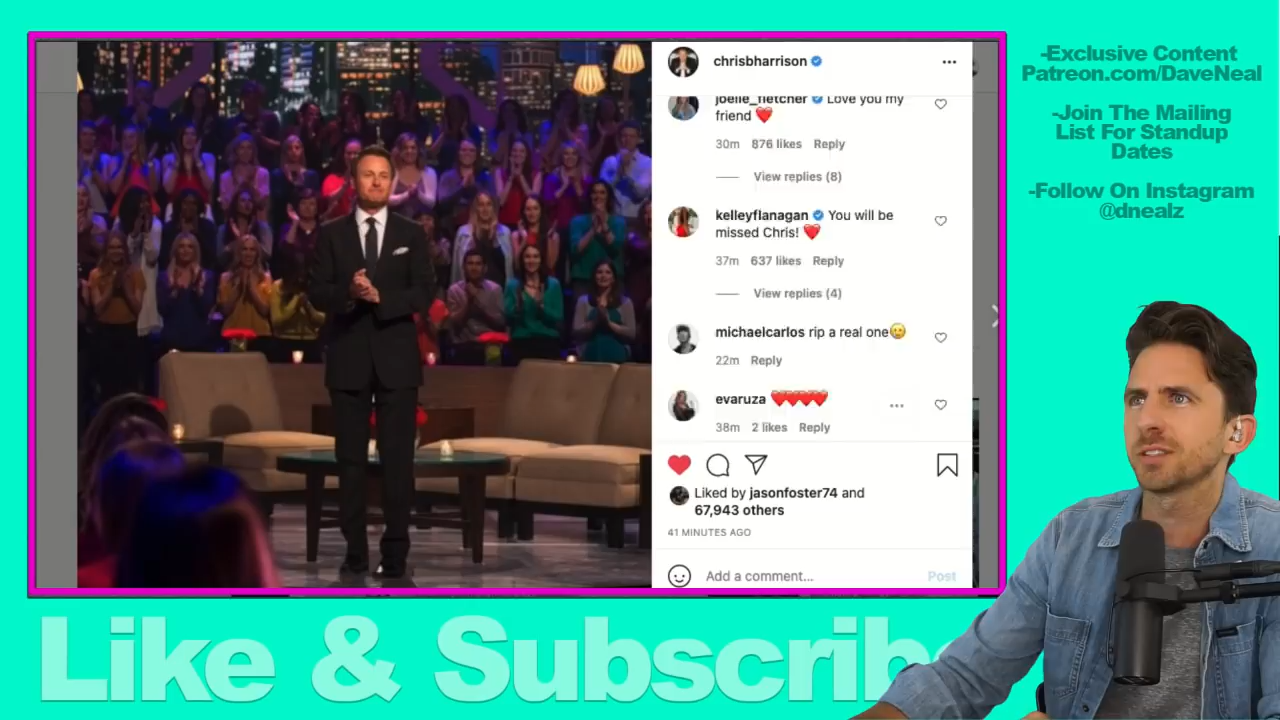 chrisbharrison
joelle_fletcher Love you my
friend ❤️
30m 876 likes Reply
View replies (8)
kelleyflanagan You will be
missed Chris! ❤️
37m 637 likes Reply
View replies (4)
michaelcarlos rip a real one🥲
22m Reply
evaruza ❤️❤️❤️❤️
38m 2 likes Reply
Liked by jasonfoster74 and
67,943 others
41 MINUTES AGO
Add a comment... Post
-Exclusive Content
Patreon.com/DaveNeal
-Join The Mailing
List For Standup
Dates
-Follow On Instagram
@dnealz
Like & Subscribe